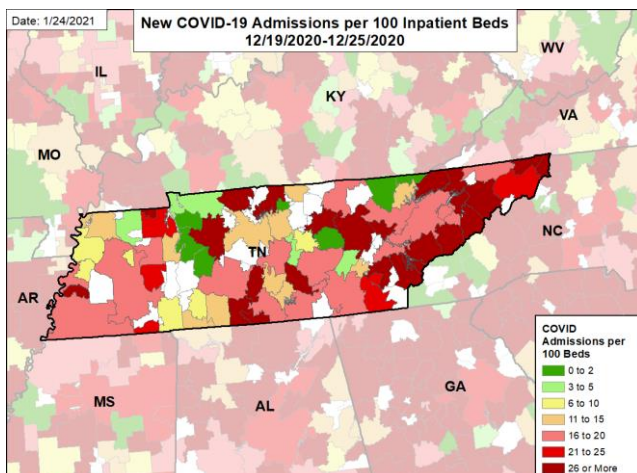 Date: 1/24/2021
New COVID-19 Admissions per 100 Inpatient Beds
12/19/2020-12/25/2020
WV
IL
KY
VA
MO
TN
NC
AR
MS
AL
GA
COVID
Admissions per
100 Beds
0 to 2
3 to 5
6 to 10
11 to 15
16 to 20
21 to 25
26 or More